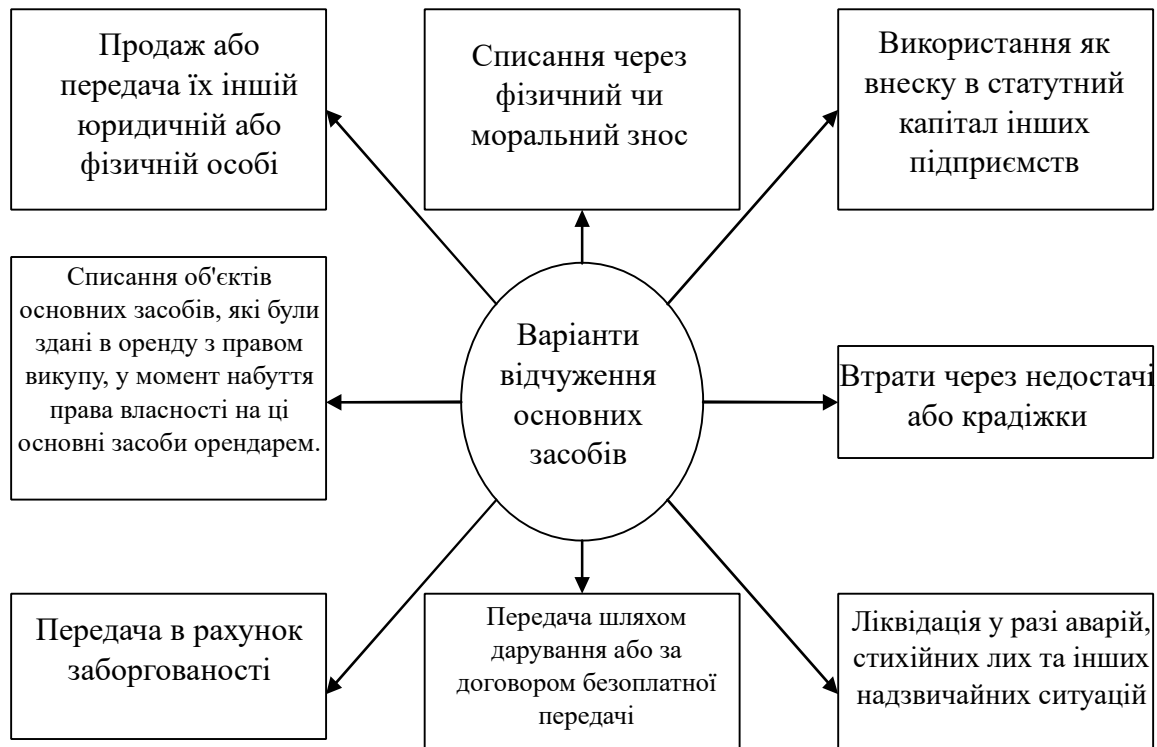 Продаж або
передача їх іншій
юридичній або
фізичній особі
Списання через
фізичний чи
моральний знос
Використання як
внеску в статутний
капітал інших
підприємств
Списання об'єктів
основних засобів, які були
здані в оренду з правом
викупу, у момент набуття
права власності на ці
основні засоби орендарем.
Варіанти
відчуження
основних
засобів
Втрати через недостачі
або крадіжки
Передача в рахунок
заборгованості
Передача шляхом
дарування або за
договором безоплатної
передачі
Ліквідація у разі аварій,
стихійних лих та інших
надзвичайних ситуацій